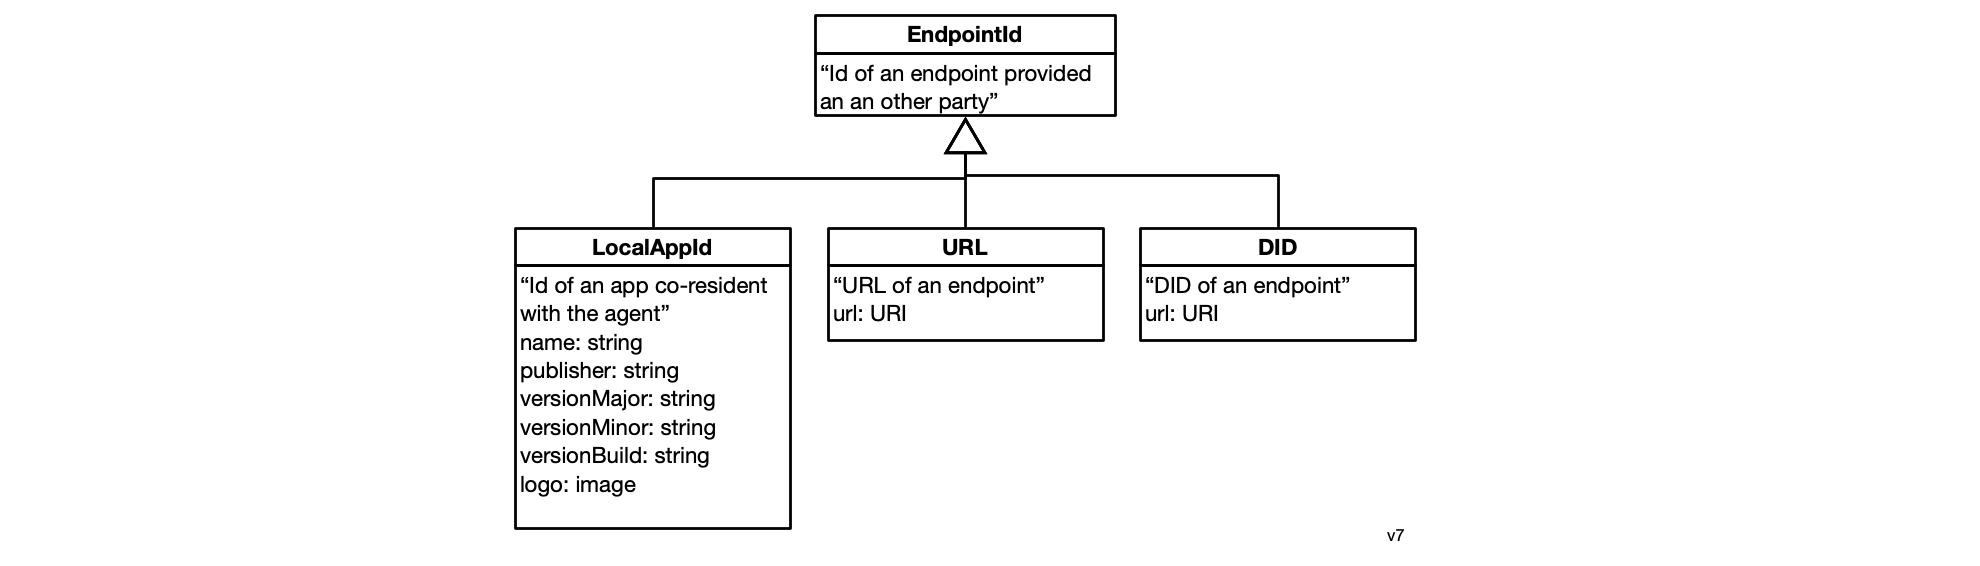 EndpointId
“Id of an endpoint provided
an an other party”
LocalAppId
“Id of an app co-resident
with the agent”
name: string
publisher: string
versionMajor: string
versionMinor: string
versionBuild: string
logo: image
URL
“URL of an endpoint”
url: URI
DID
“DID of an endpoint”
url: URI
v7